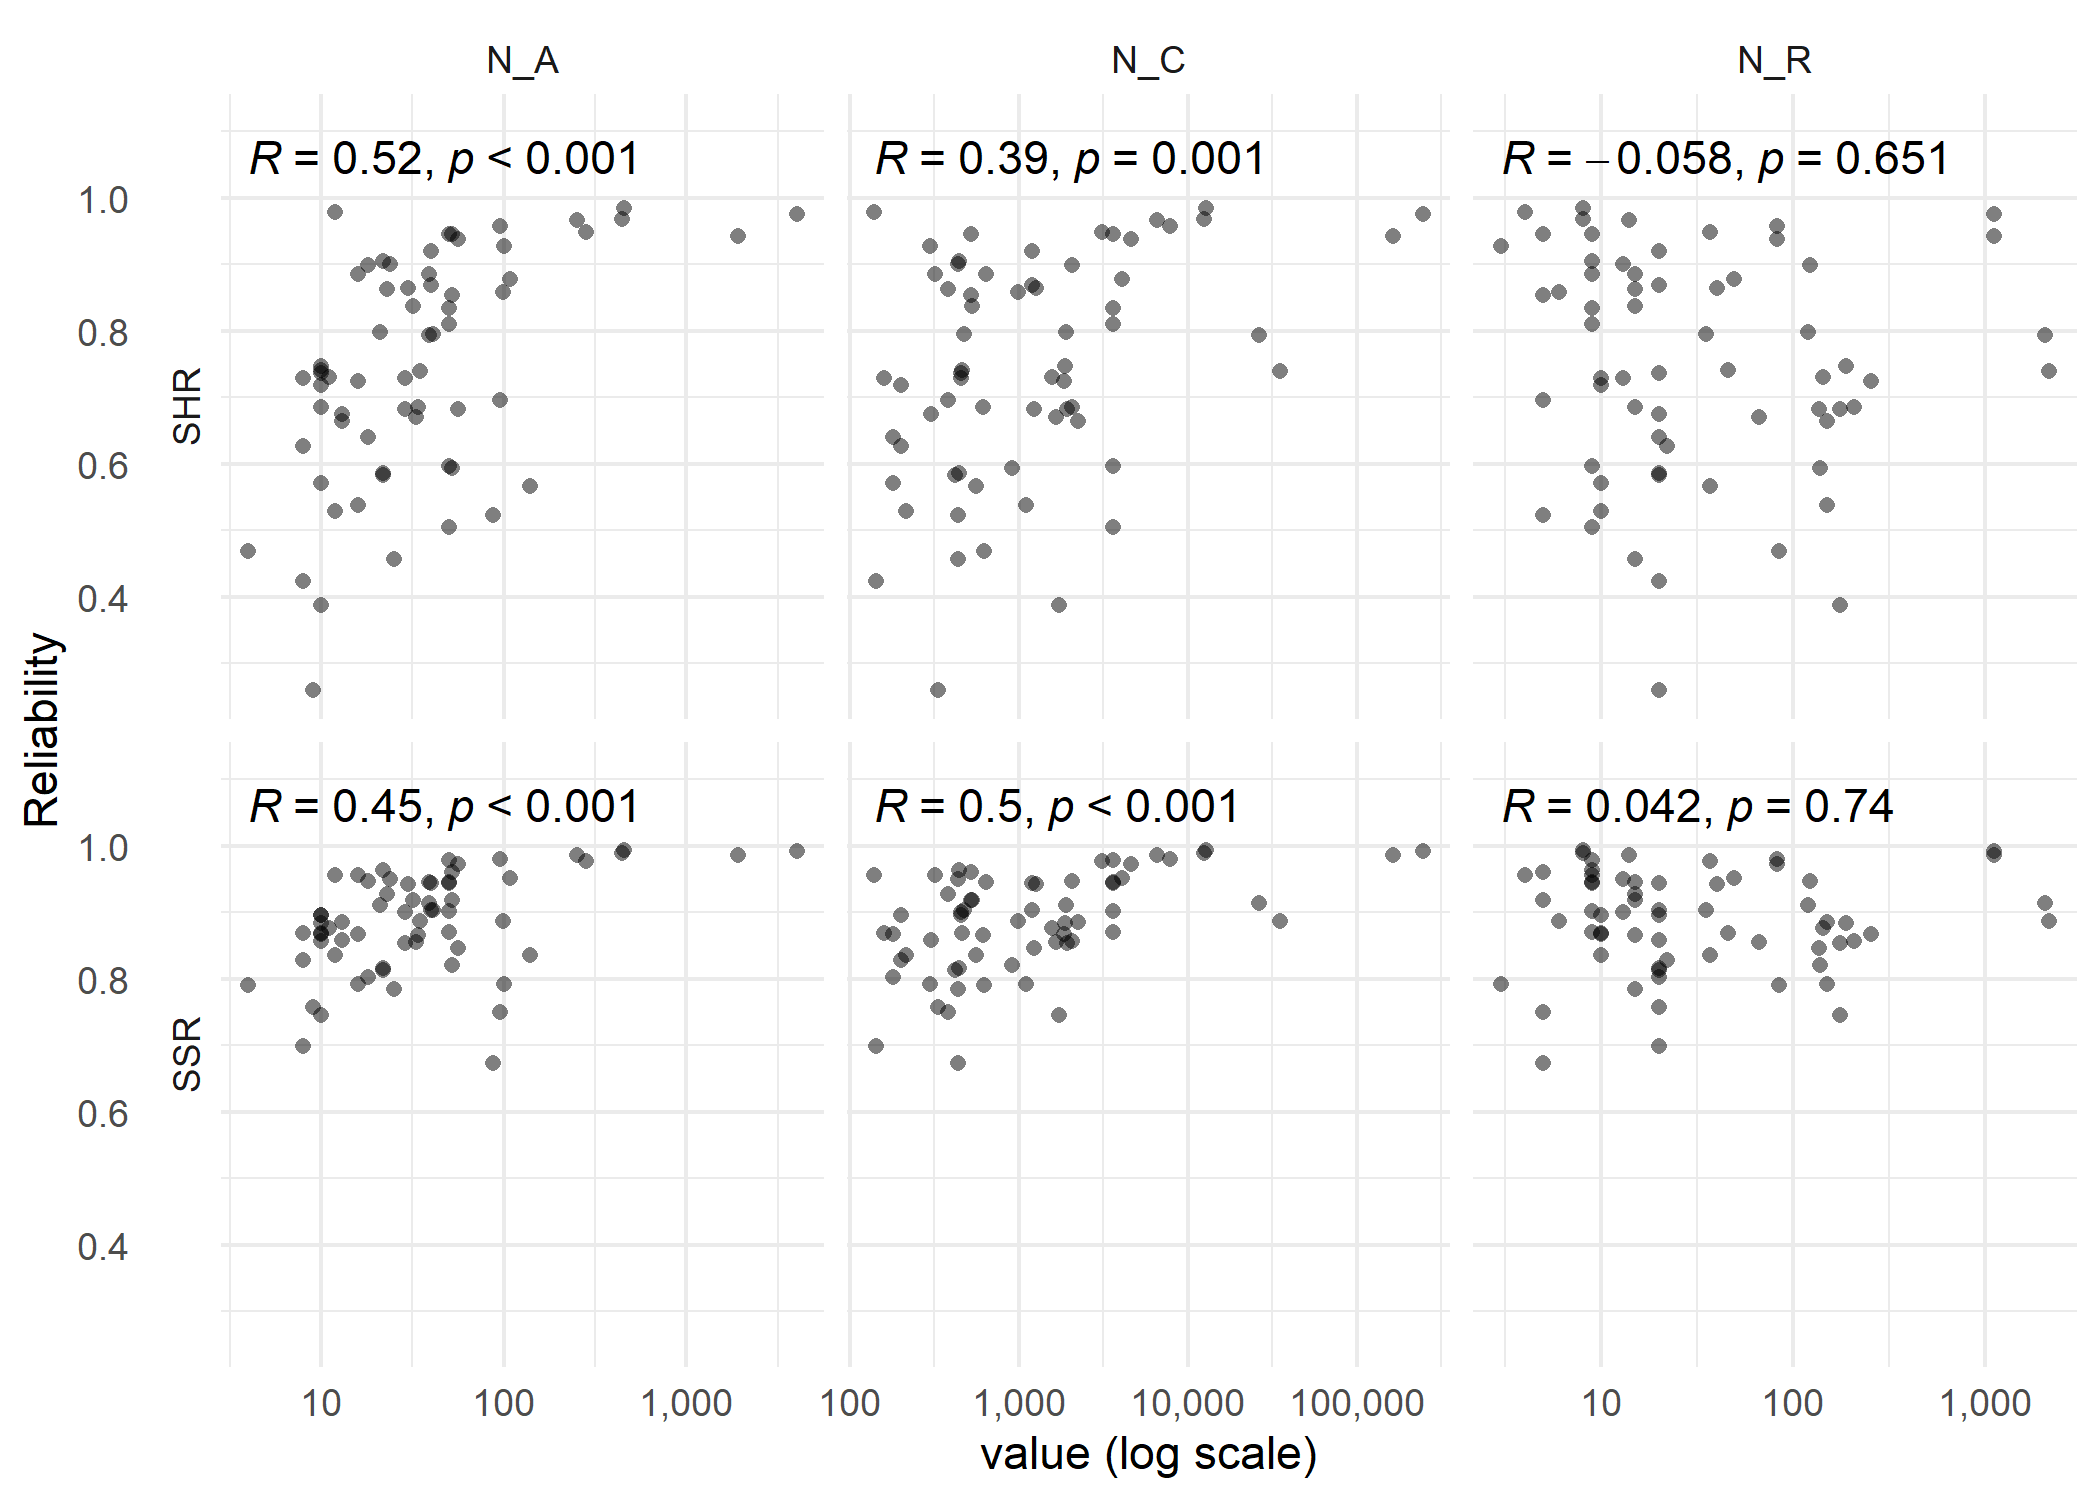 N_A N_C N_R
R = 0.52, p < 0.001 R = 0.39, p = 0.001 R = −0.058, p = 0.651
1.0
0.8
0.6
0.4
SHR
Reliability
R = 0.45, p < 0.001 R = 0.5, p < 0.001 R = 0.042, p = 0.74
1.0
0.8
0.6
0.4
SSR
10 100 1,000 100 1,000 10,000 100,000 10 100 1,000
value (log scale)